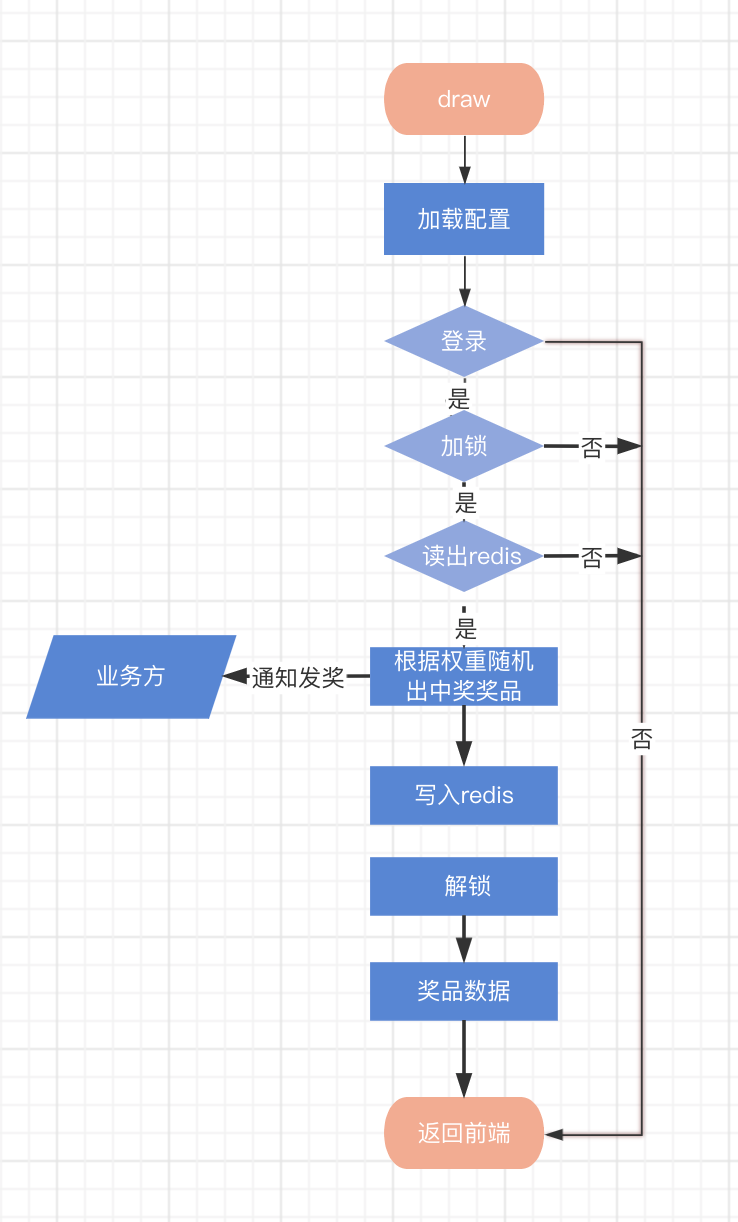 draw
加载配置
登录
是
加锁
否
是
读出redis
否
是
根据权重随机
出中奖奖品
通知发奖
业务方
否
写入redis
解锁
奖品数据
返回前端